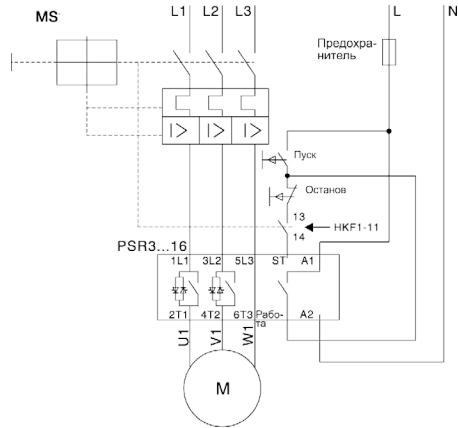 MS
L1 L2 L3
L
N
Предохра-
нитель
I> I> I>
Пуск
Останов
13
14
HKF1-11
PSR3...16
1L1 3L2 5L3 ST A1
2T1 4T2 6T3 Рабо-
та
A2
U1 V1 W1
M